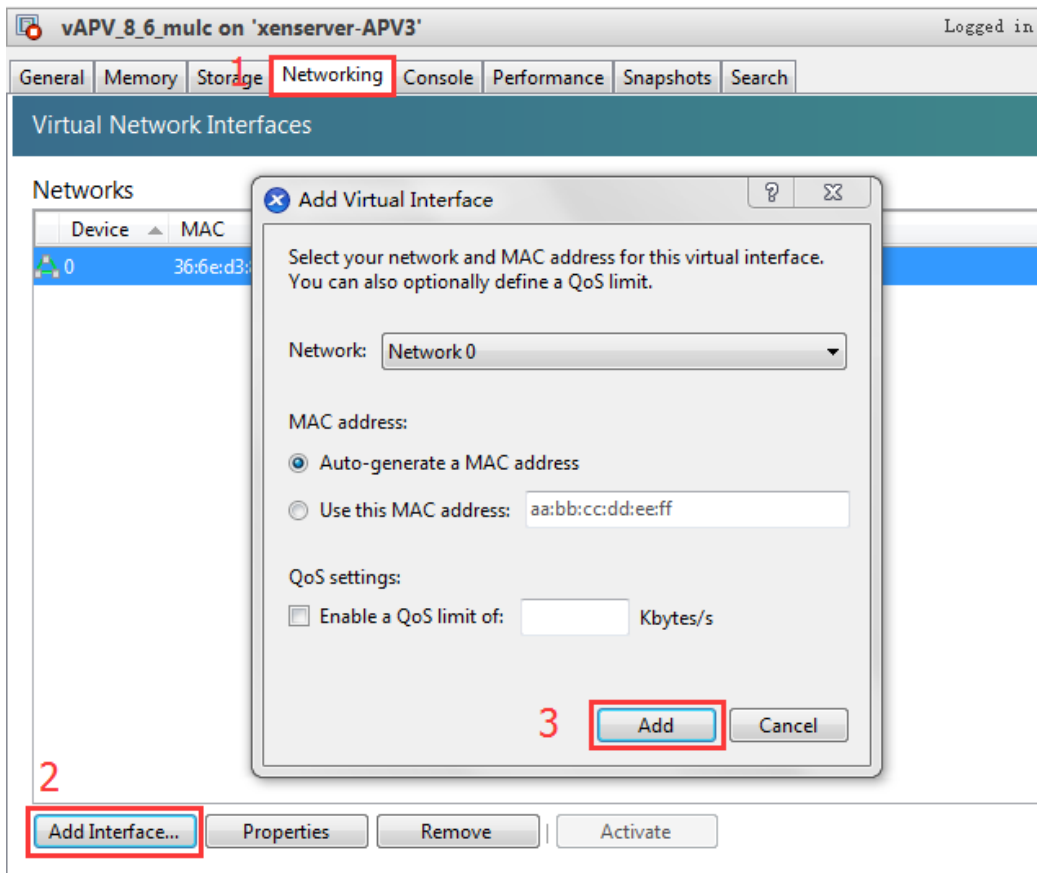 vAPV_8_6_mulc on 'xenserver-APV3' Logged in
General Memory Storage 1 Networking Console Performance Snapshots Search
Virtual Network Interfaces
Networks
Device MAC
0 36:6e:d3:
Add Virtual Interface
Select your network and MAC address for this virtual interface.
You can also optionally define a QoS limit.
Network: Network 0
MAC address:
Auto-generate a MAC address
Use this MAC address: aa:bb:cc:dd:ee:ff
QoS settings:
Enable a QoS limit of: Kbytes/s
3 Add Cancel
2
Add Interface... Properties Remove Activate